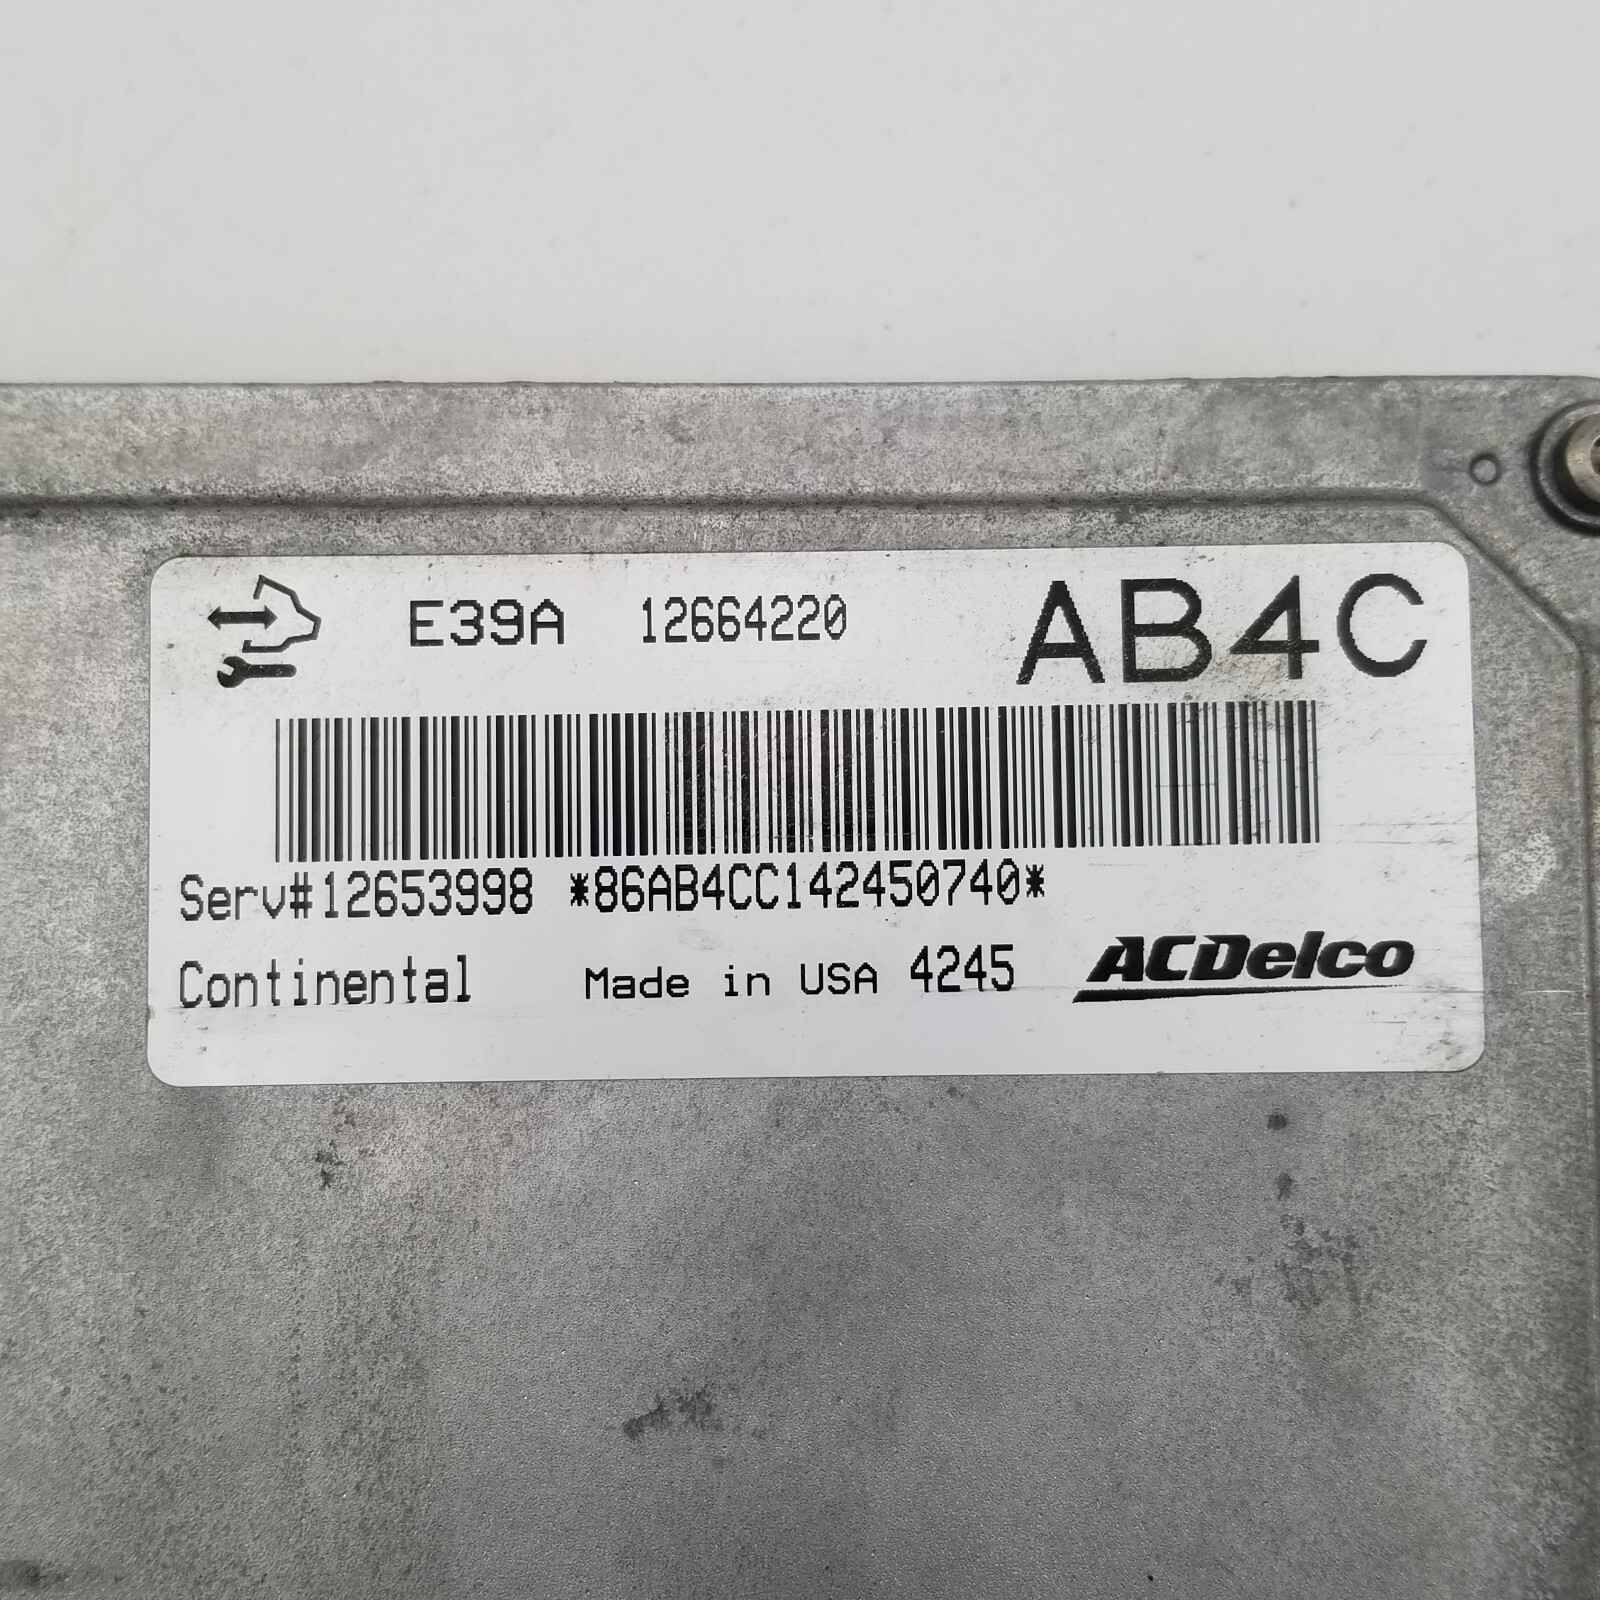 E39A 12664220 AB4C
Serv#12653998 *86AB4CC142450740*
Continental Made in USA 4245 ACDelco